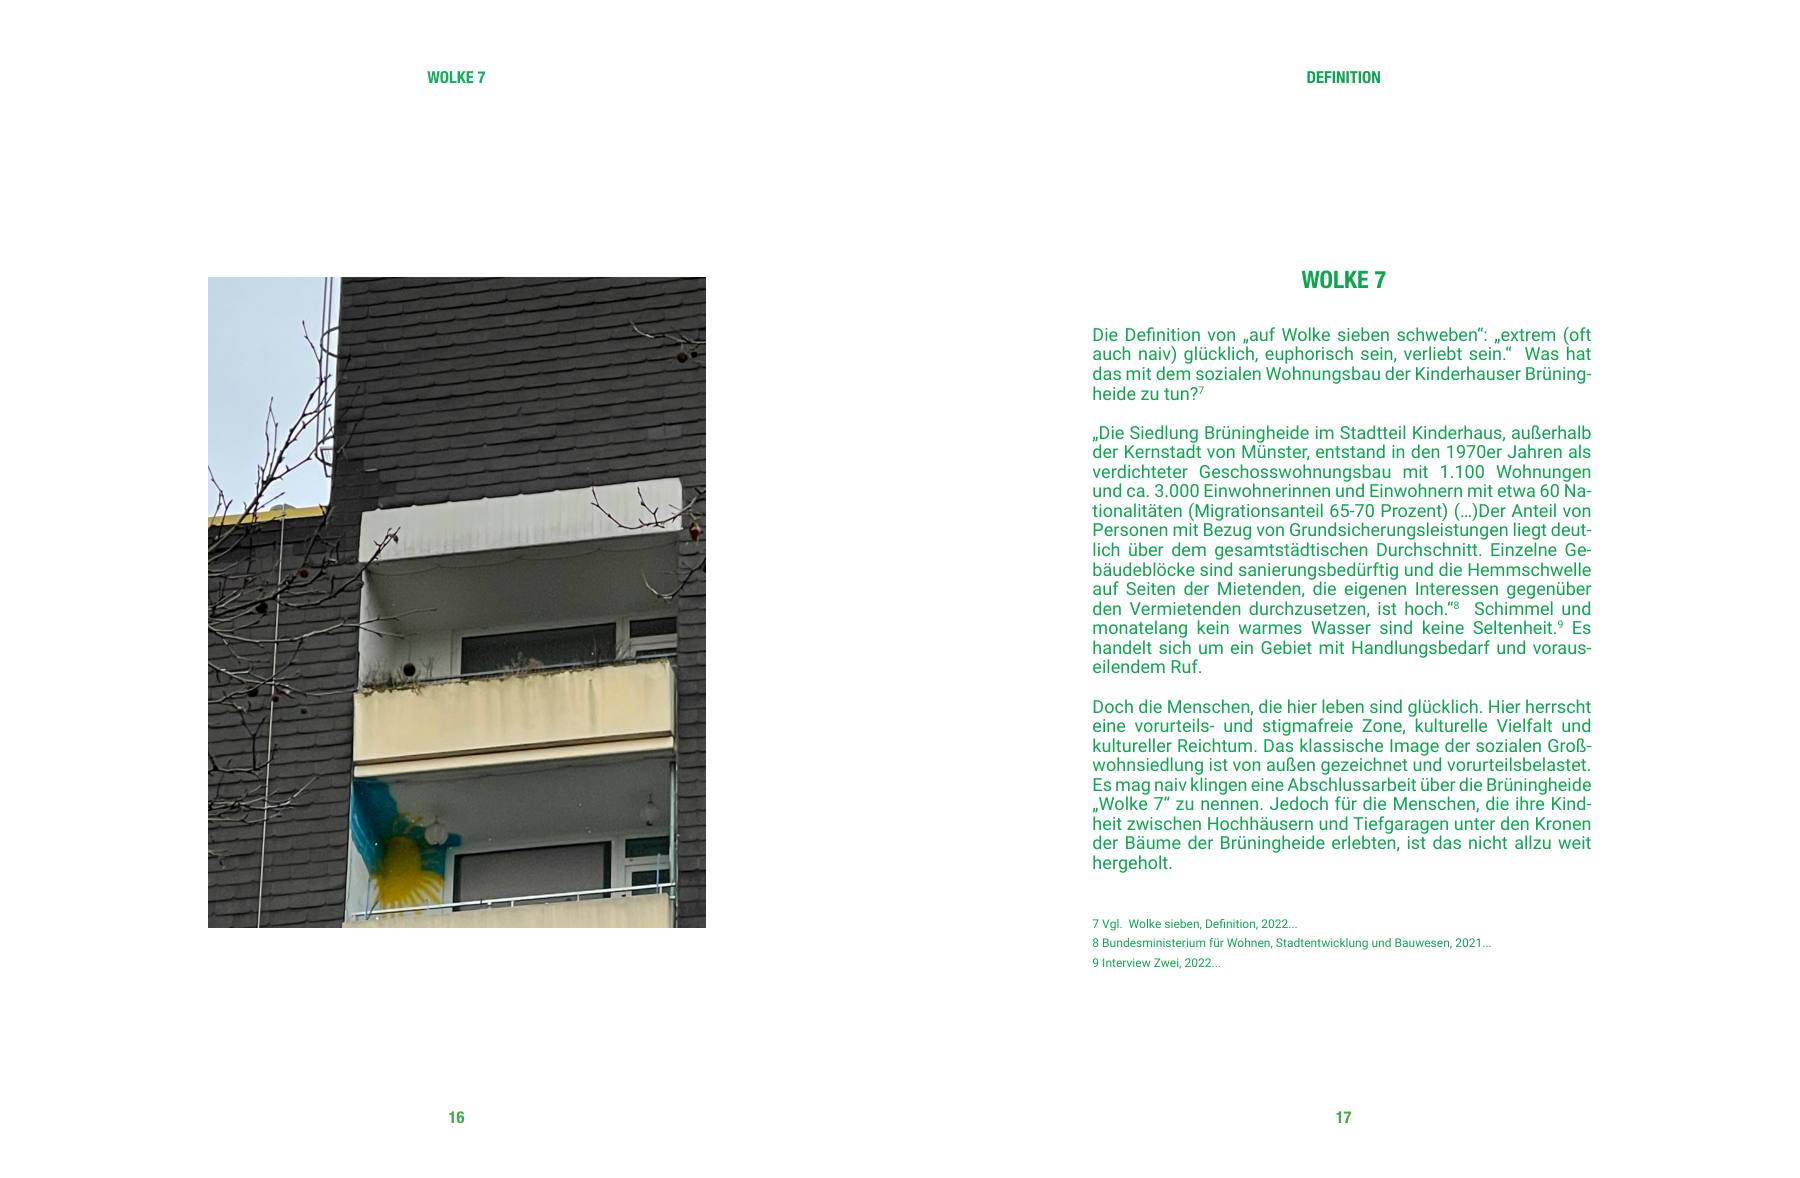 WOLKE 7
16
DEFINITION
WOLKE 7
Die Definition von „auf Wolke sieben schweben“: „extrem (oft
auch naiv) glücklich, euphorisch sein, verliebt sein.“  Was hat
das mit dem sozialen Wohnungsbau der Kinderhauser Brüning-
heide zu tun?⁷
„Die Siedlung Brüningheide im Stadtteil Kinderhaus, außerhalb
der Kernstadt von Münster, entstand in den 1970er Jahren als
verdichteter Geschosswohnungsbau mit 1.100 Wohnungen
und ca. 3.000 Einwohnerinnen und Einwohnern mit etwa 60 Na-
tionalitäten (Migrationsanteil 65-70 Prozent) (…)Der Anteil von
Personen mit Bezug von Grundsicherungsleistungen liegt deut-
lich über dem gesamtstädtischen Durchschnitt. Einzelne Ge-
bäudeblöcke sind sanierungsbedürftig und die Hemmschwelle
auf Seiten der Mietenden, die eigenen Interessen gegenüber
den Vermietenden durchzusetzen, ist hoch.“⁸  Schimmel und
monatelang kein warmes Wasser sind keine Seltenheit.⁹ Es
handelt sich um ein Gebiet mit Handlungsbedarf und voraus-
eilendem Ruf.
Doch die Menschen, die hier leben sind glücklich. Hier herrscht
eine vorurteils- und stigmafreie Zone, kulturelle Vielfalt und
kultureller Reichtum. Das klassische Image der sozialen Groß-
wohnsiedlung ist von außen gezeichnet und vorurteilsbelastet.
Es mag naiv klingen eine Abschlussarbeit über die Brüningheide
„Wolke 7“ zu nennen. Jedoch für die Menschen, die ihre Kind-
heit zwischen Hochhäusern und Tiefgaragen unter den Kronen
der Bäume der Brüningheide erlebten, ist das nicht allzu weit
hergeholt.
7 Vgl.  Wolke sieben, Definition, 2022...
8 Bundesministerium für Wohnen, Stadtentwicklung und Bauwesen, 2021...
9 Interview Zwei, 2022...
17